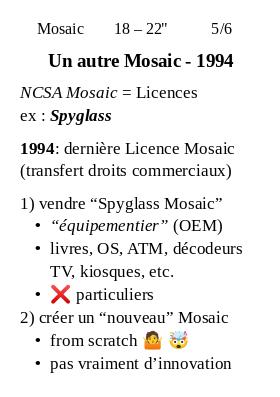 Mosaic 18 – 22" 5/6
Un autre Mosaic - 1994
NCSA Mosaic = Licences
ex : Spyglass
1994: dernière Licence Mosaic
(transfert droits commerciaux)
1) vendre “Spyglass Mosaic”
• “équipementier” (OEM)
• livres, OS, ATM, décodeurs
TV, kiosques, etc.
• ❌ particuliers
2) créer un “nouveau” Mosaic
• from scratch 🤷 🤯
• pas vraiment d’innovation